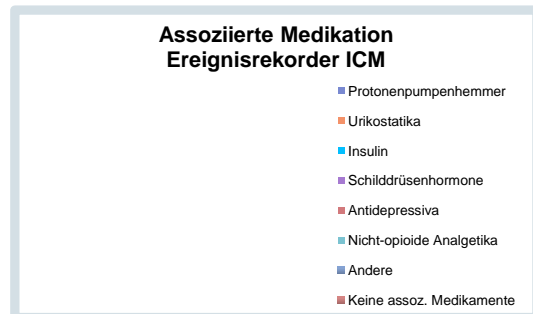 Assoziierte Medikation
Ereignisrekorder ICM
Protonenpumpenhemmer
Urikostatika
Insulin
Schilddrüsenhormone
Antidepressiva
Nicht-opioide Analgetika
Andere
Keine assoz. Medikamente